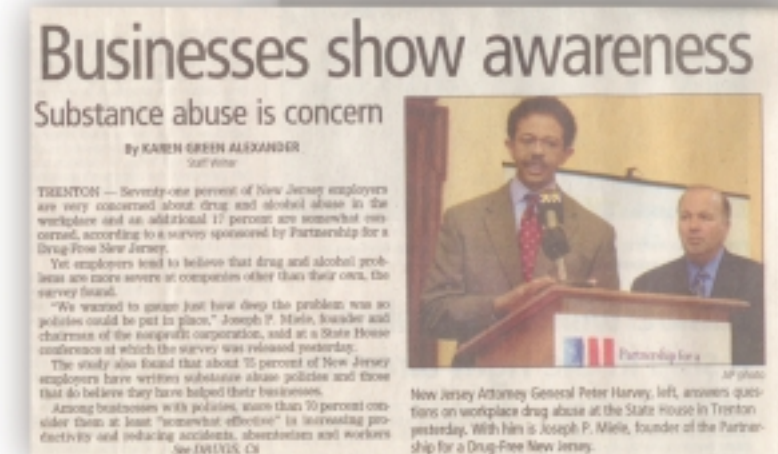 Businesses show awareness
Substance abuse is concern
By KAREN GREEN ALEXANDER
Staff Writer
TRENTON — Seventy-one percent of New Jersey employers
are very concerned about drug and alcohol abuse in the
workplace and an additional 17 percent are somewhat con-
cerned, according to a survey sponsored by Partnership for a
Drug-Free New Jersey.
Yet employers tend to believe that drug and alcohol prob-
lems are more severe at companies other than their own, the
survey found.
"We wanted to gauge just how deep the problem was so
policies could be put in place," Joseph P. Miele, founder and
chairman of the nonprofit corporation, said at a State House
conference at which the survey was released yesterday.
The study also found that about 75 percent of New Jersey
employers have written substance abuse policies and those
that do believe they have helped their businesses.
Among businesses with policies, more than 70 percent con-
sider them at least "somewhat effective" in increasing pro-
ductivity and reducing accidents, absenteeism and workers
See DRUGS, C6
Partnership for a
AP photo
New Jersey Attorney General Peter Harvey, left, answers ques-
tions on workplace drug abuse at the State House in Trenton
yesterday. With him is Joseph P. Miele, founder of the Partner-
ship for a Drug-Free New Jersey.